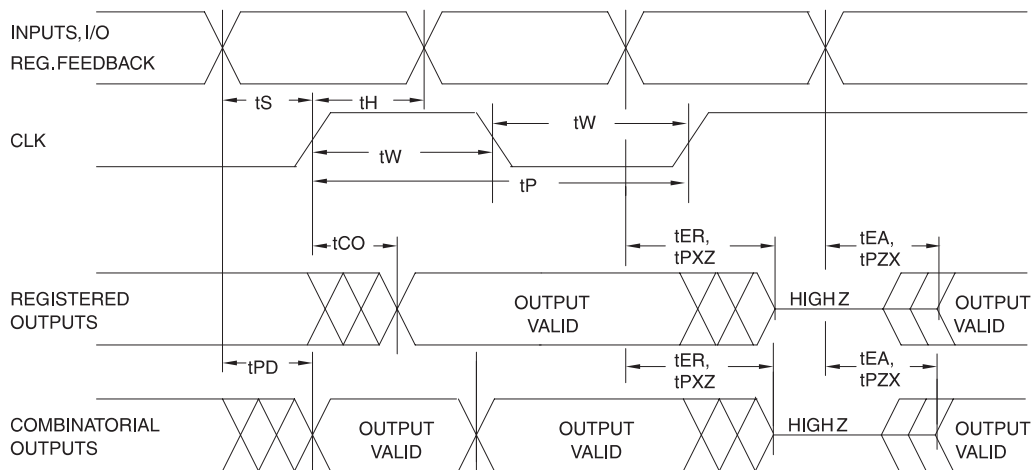 INPUTS, I/O
REG. FEEDBACK
tS
tH
CLK
tW
tW
tP
tCO
tER,
tPXZ
tEA,
tPZX
REGISTERED
OUTPUTS
OUTPUT
VALID
HIGH Z
OUTPUT
VALID
tPD
tER,
tPXZ
tEA,
tPZX
COMBINATORIAL
OUTPUTS
OUTPUT
VALID
OUTPUT
VALID
HIGH Z
OUTPUT
VALID